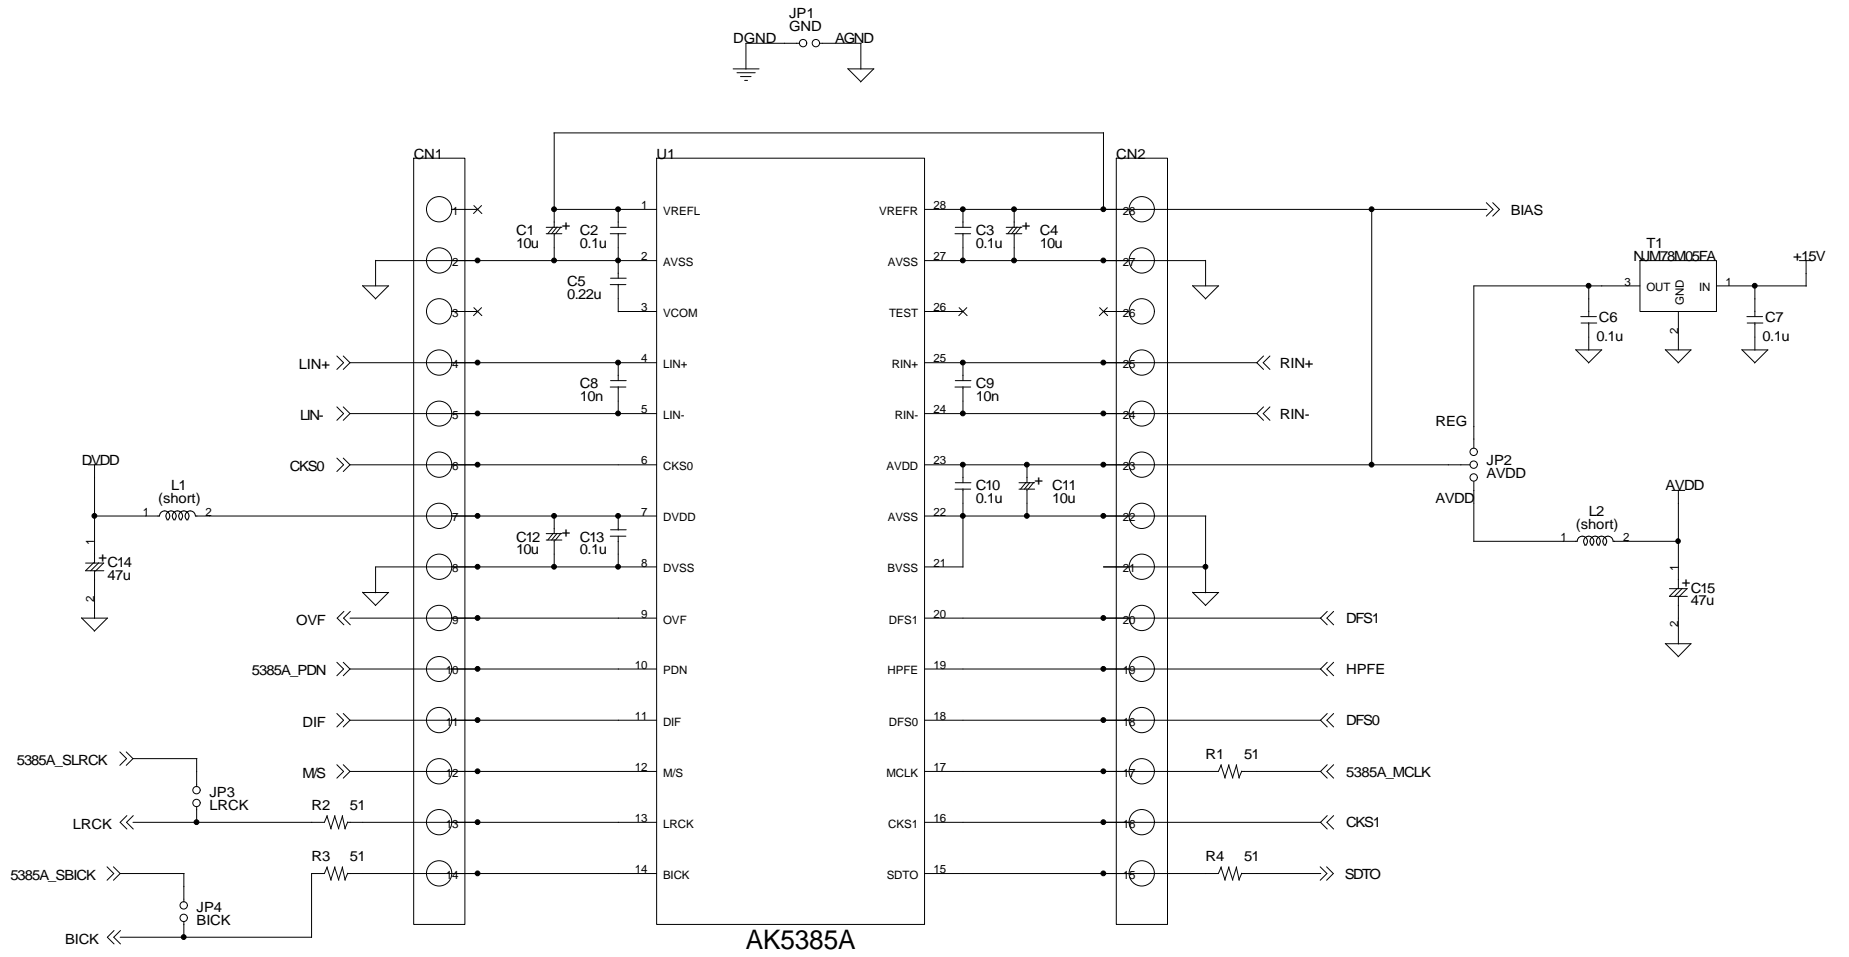 JP1
GND
DGND
AGND
CN1
U1
CN2
1
2
3
4
5
6
7
8
9
10
11
12
13
14
C1
10u
C2
0.1u
C5
0.22u
LIN+
LIN-
C8
10n
CKS0
DVDD
L1
(short)
1
2
1
C14
47u
2
C12
10u
C13
0.1u
OVF
5385A_PDN
DIF
M/S
5385A_SLRCK
JP3
LRCK
LRCK
R2 51
5385A_SBICK
JP4
BICK
BICK
R3 51
1 VREFL
2 AVSS
3 VCOM
4 LIN+
5 LIN-
6 CKS0
7 DVDD
8 DVSS
9 OVF
10 PDN
11 DIF
12 M/S
13 LRCK
14 BICK
VREFR 28
AVSS 27
TEST 26
RIN+ 25
RIN- 24
AVDD 23
AVSS 22
BVSS 21
DFS1 20
HPFE 19
DFS0 18
MCLK 17
CKS1 16
SDTO 15
AK5385A
C3
0.1u
C4
10u
C9
10n
C10
0.1u
C11
10u
28
27
26
25
24
23
22
21
20
19
18
17
16
15
BIAS
RIN+
RIN-
DFS1
HPFE
DFS0
R1 51
5385A_MCLK
CKS1
R4 51
SDTO
T1
NJM78M05FA
+15V
3 OUT
GND
IN 1
2
C6
0.1u
C7
0.1u
REG
JP2
AVDD
AVDD
AVDD
L2
(short)
1
2
1
C15
47u
2